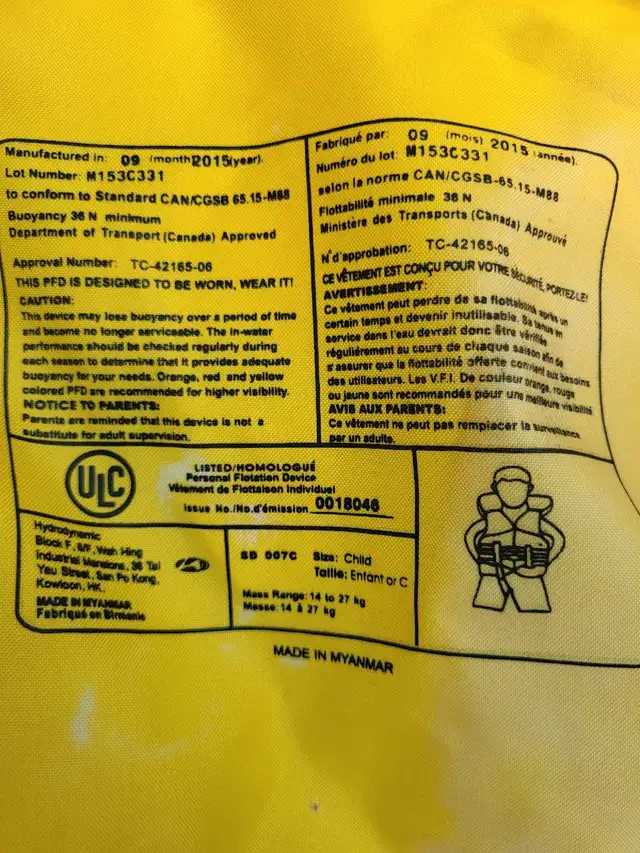 Manufactured in: 09 (month) 2015 (year).
Lot Number: M153C331
to conform to Standard CAN/CGSB 65.15-M88
Buoyancy 36 N minimum
Department of Transport (Canada) Approved
Approval Number: TC-42165-06
THIS PFD IS DESIGNED TO BE WORN, WEAR IT!
CAUTION:
This device may lose buoyancy over a period of time
and become no longer serviceable. The in-water
performance should be checked regularly during
each season to determine that it provides adequate
buoyancy for your needs. Orange, red and yellow
colored PFD are recommended for higher visibility.
NOTICE TO PARENTS:
Parents are reminded that this device is not a
substitute for adult supervision.
Fabriqué par: 09 (mois) 2015 (année).
Numéro du lot: M153C331
selon la norme CAN/CGSB-65.15-M88
Flottabilité minimale 36 N
Ministère des Transports (Canada) Approuvé
N°d'approbation: TC-42165-06
CE VÊTEMENT EST CONÇU POUR VOTRE SÉCURITÉ, PORTEZ-LE!
AVERTISSEMENT:
Ce vêtement peut perdre de sa flottabilité après un
certain temps et devenir inutilisable. Sa tenue en
service dans l'eau devrait donc être vérifiée
régulièrement au cours de chaque saison afin de
s'assurer que la flottabilité offerte convient aux besoins
des utilisateurs. Les V.F.I. De couleur orange, rouge
ou jaune sont recommandés pour une meilleure visibilité
AVIS AUX PARENTS:
Ce vêtement ne peut pas remplacer la surveillance
par un adulte.
ULC
LISTED/HOMOLOGUÉ
Personal Flotation Device
Vêtement de Flottaison Individuel
Issue No./No.d'émission 0018046
Hydrodynamic
Block F, 6/F, Wah Hing
Industrial Mansions, 36 Tai
Yau Street, San Po Kong,
Kowloon, HK.
MADE IN MYANMAR
Fabriqué en Birmanie
SD 007C Size: Child
Taille: Enfant or C
Mass Range: 14 to 27 kg
Masse: 14 à 27 kg
MADE IN MYANMAR